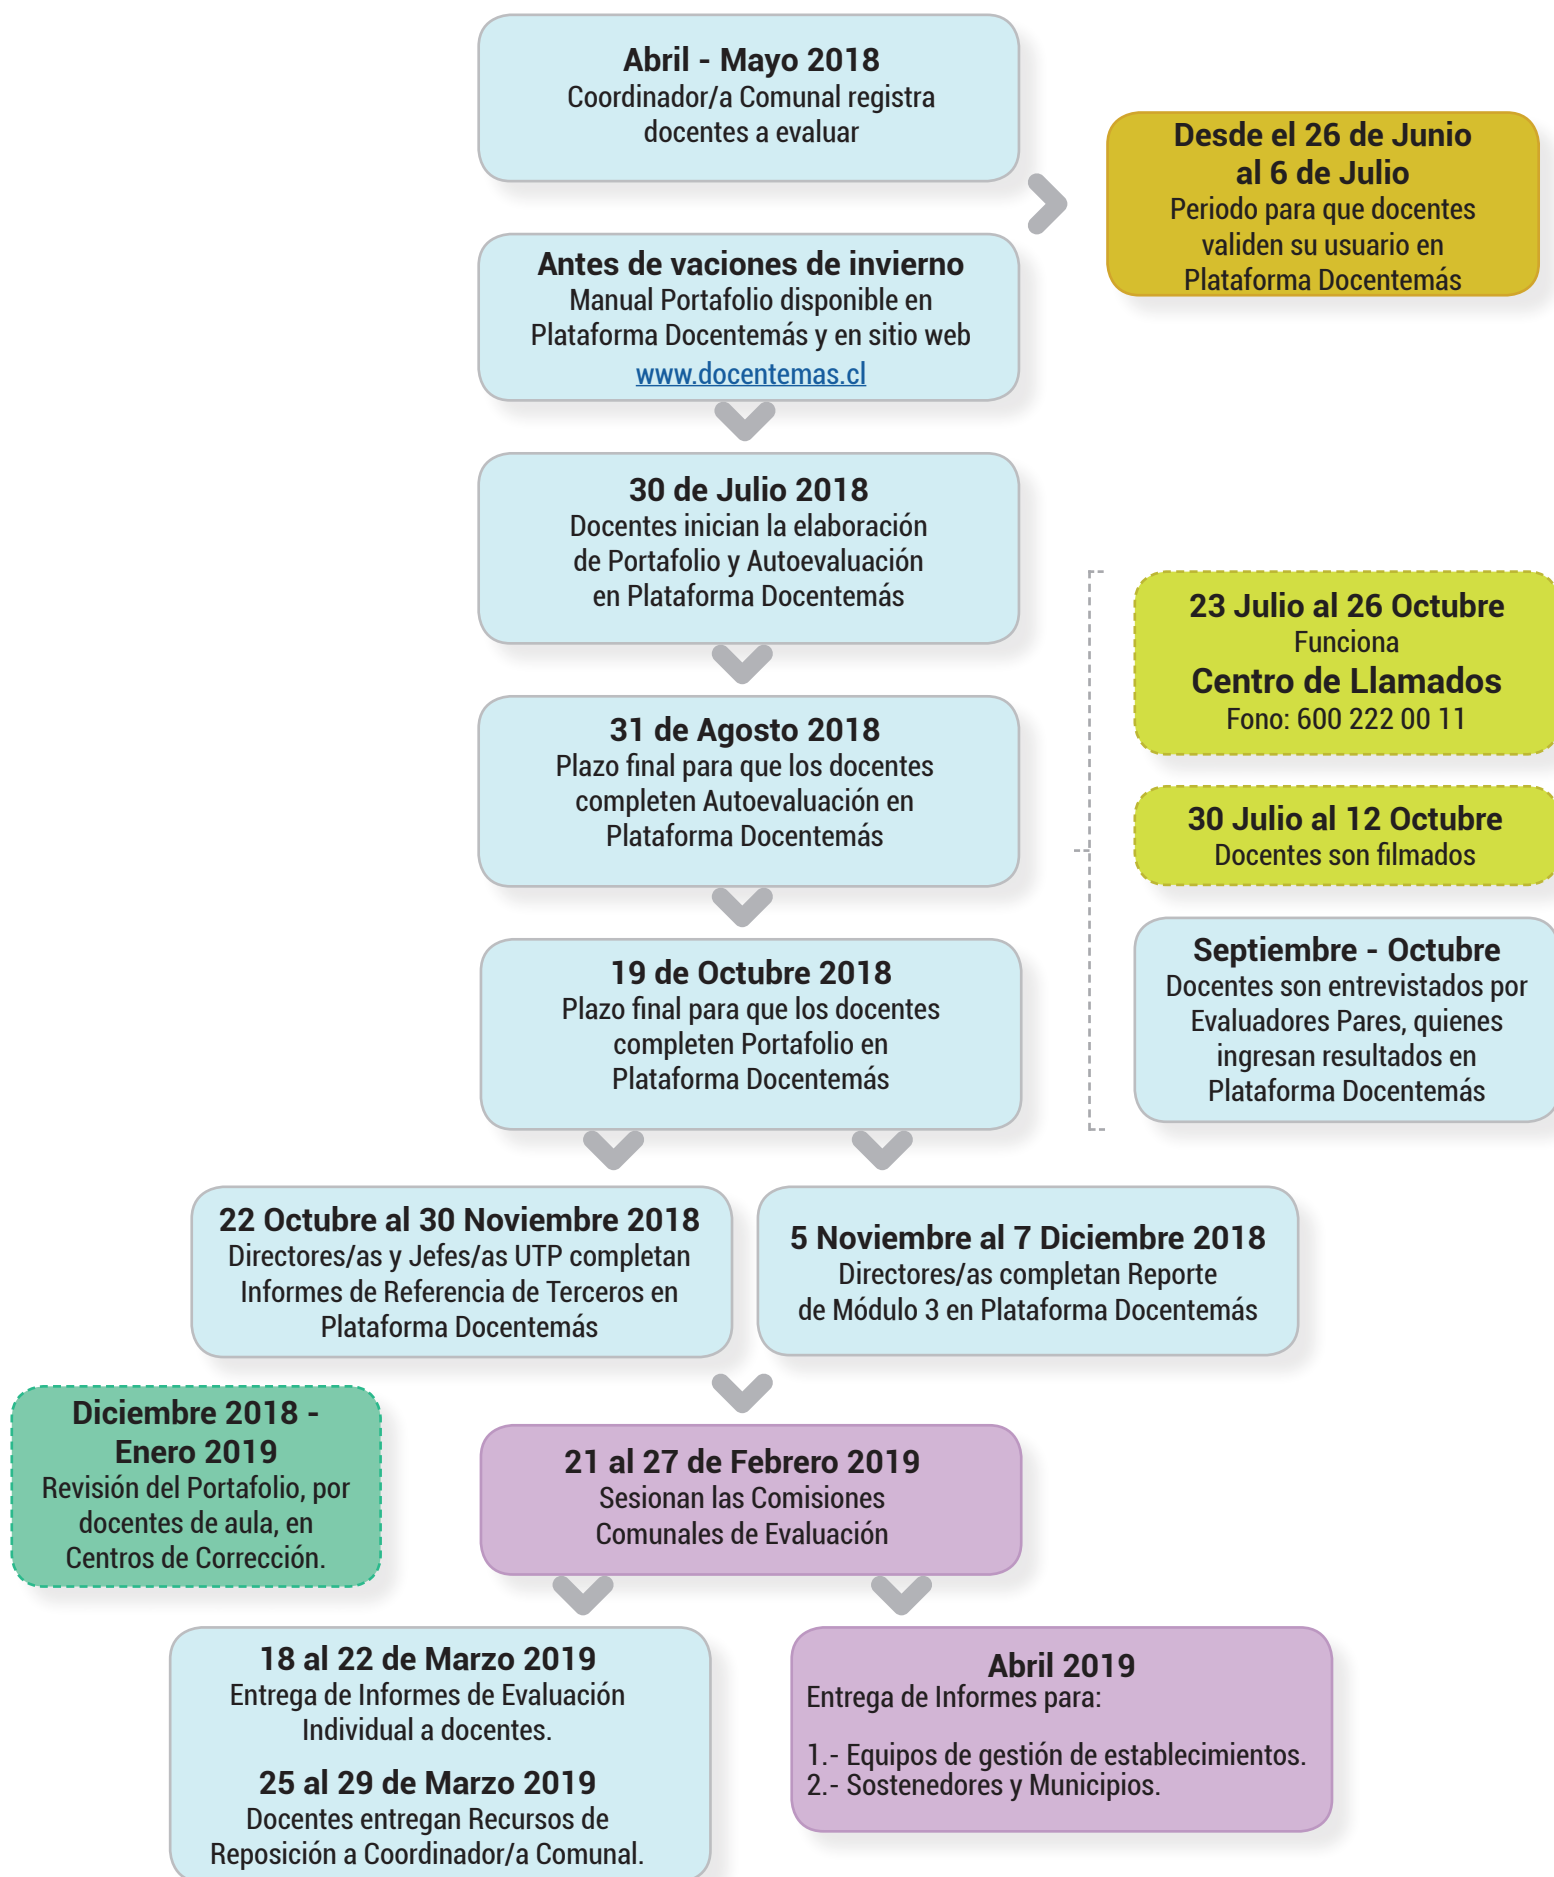 Abril - Mayo 2018
Coordinador/a Comunal registra
docentes a evaluar
Desde el 26 de Junio
al 6 de Julio
Periodo para que docentes
validen su usuario en
Plataforma Docentemás
Antes de vaciones de invierno
Manual Portafolio disponible en
Plataforma Docentemás y en sitio web
www.docentemas.cl
30 de Julio 2018
Docentes inician la elaboración
de Portafolio y Autoevaluación
en Plataforma Docentemás
31 de Agosto 2018
Plazo final para que los docentes
completen Autoevaluación en
Plataforma Docentemás
19 de Octubre 2018
Plazo final para que los docentes
completen Portafolio en
Plataforma Docentemás
23 Julio al 26 Octubre
Funciona
Centro de Llamados
Fono: 600 222 00 11
30 Julio al 12 Octubre
Docentes son filmados
Septiembre - Octubre
Docentes son entrevistados por
Evaluadores Pares, quienes
ingresan resultados en
Plataforma Docentemás
22 Octubre al 30 Noviembre 2018
Directores/as y Jefes/as UTP completan
Informes de Referencia de Terceros en
Plataforma Docentemás
5 Noviembre al 7 Diciembre 2018
Directores/as completan Reporte
de Módulo 3 en Plataforma Docentemás
Diciembre 2018 -
Enero 2019
Revisión del Portafolio, por
docentes de aula, en
Centros de Corrección.
21 al 27 de Febrero 2019
Sesionan las Comisiones
Comunales de Evaluación
18 al 22 de Marzo 2019
Entrega de Informes de Evaluación
Individual a docentes.
25 al 29 de Marzo 2019
Docentes entregan Recursos de
Reposición a Coordinador/a Comunal.
Abril 2019
Entrega de Informes para:
1.- Equipos de gestión de establecimientos.
2.- Sostenedores y Municipios.